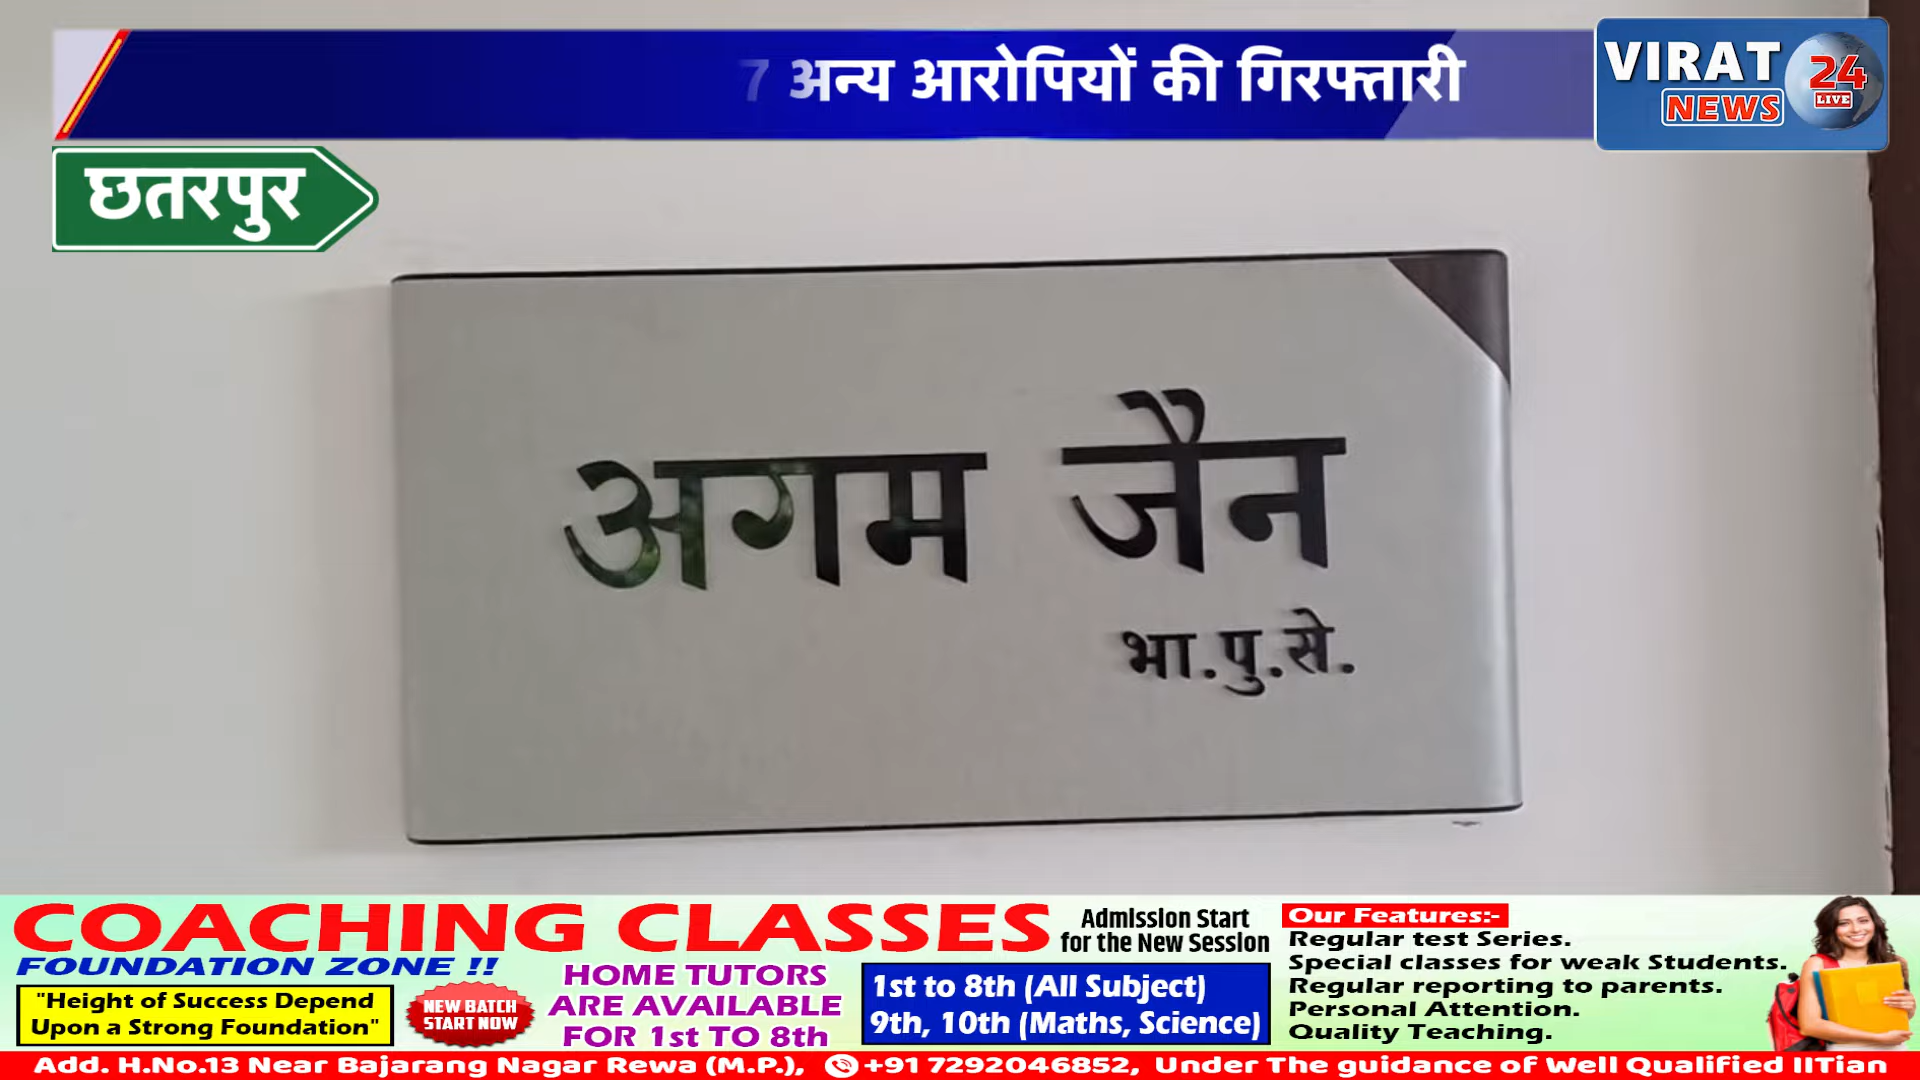 7 अन्य आरोपियों की गिरफ्तारी
VIRAT
NEWS
24
LIVE
छतरपुर
अगम जैन
भा.पु.से.
COACHING CLASSES
FOUNDATION ZONE !!
"Height of Success Depend
Upon a Strong Foundation"
NEW BATCH
START NOW
HOME TUTORS
ARE AVAILABLE
FOR 1st TO 8th
Admission Start
for the New Session
1st to 8th (All Subject)
9th, 10th (Maths, Science)
Our Features:-
Regular test Series.
Special classes for weak Students.
Regular reporting to parents.
Personal Attention.
Quality Teaching.
Add. H.No.13 Near Bajarang Nagar Rewa (M.P.), +91 7292046852, Under The guidance of Well Qualified IITian